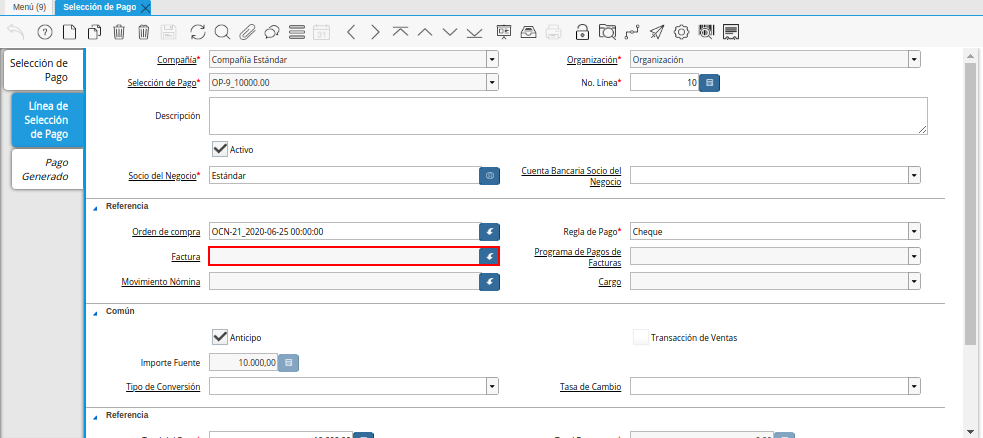 Menú (9) Selección de Pago
Selección de Pago
Línea de Selección de Pago
Pago Generado
Compañía* Compañía Estándar Organización* Organización
Selección de Pago* OP-9_10000.00 No. Línea* 10
Descripción
Activo
Socio del Negocio* Estándar Cuenta Bancaria Socio del Negocio
Referencia
Orden de compra OCN-21_2020-06-25 00:00:00 Regla de Pago* Cheque
Factura Programa de Pagos de Facturas
Movimiento Nómina Cargo
Común
Anticipo Transacción de Ventas
Importe Fuente 10.000,00
Tipo de Conversión Tasa de Cambio
Referencia